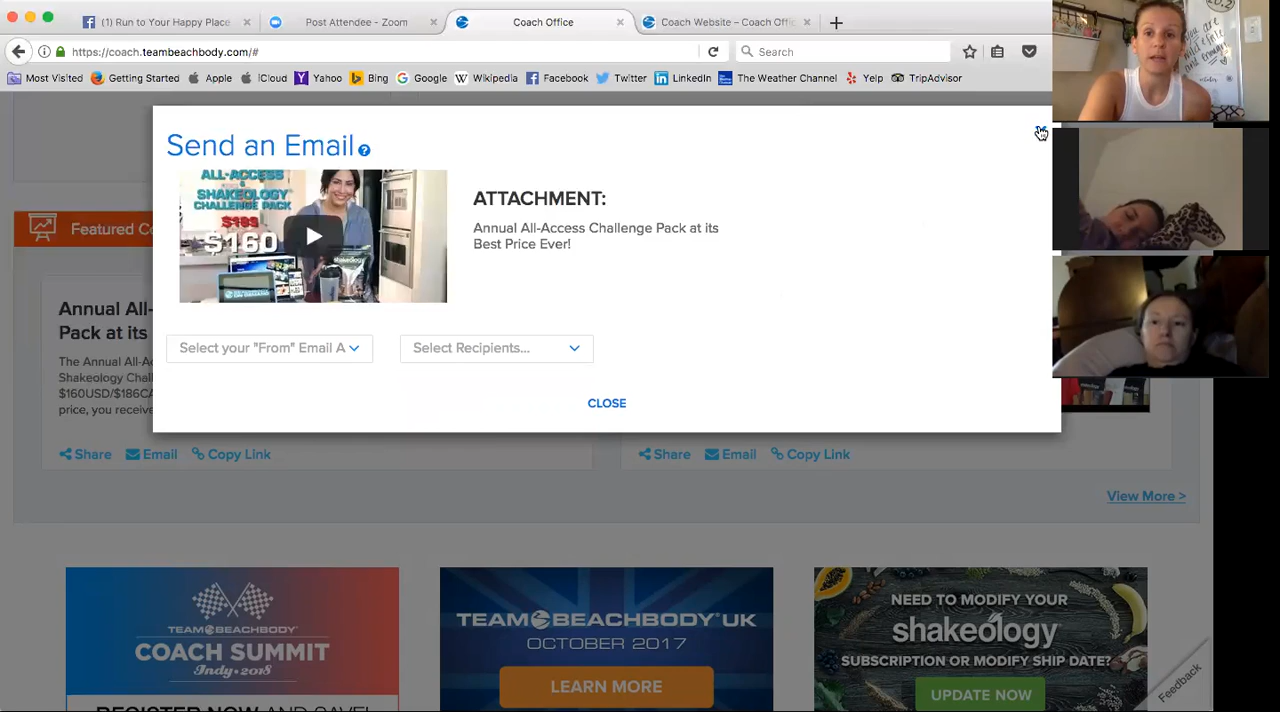 (1) Run to Your Happy Place
Post Attendee - Zoom
Coach Office
Coach Website – Coach Offi
https://coach.teambeachbody.com/#
Search
Most Visited Getting Started Apple iCloud Yahoo Bing Google Wikipedia Facebook Twitter LinkedIn The Weather Channel Yelp TripAdvisor
Send an Email ?
ALL-ACCESS
&
SHAKEOLOGY
CHALLENGE PACK
$160
ATTACHMENT:
Annual All-Access Challenge Pack at its
Best Price Ever!
Select your "From" Email A
Select Recipients...
CLOSE
Featured Co
Annual All-
Pack at its
The Annual All-Ac
Shakeology Chal
$160USD/$186CA
price, you receive
Share Email Copy Link
Share Email Copy Link
View More >
TEAM BEACHBODY
COACH SUMMIT
Indy • 2018
REGISTER NOW AND SAVE!
TEAM BEACHBODY UK
OCTOBER 2017
LEARN MORE
NEED TO MODIFY YOUR
shakeology
SUBSCRIPTION OR MODIFY SHIP DATE?
UPDATE NOW
Feedback